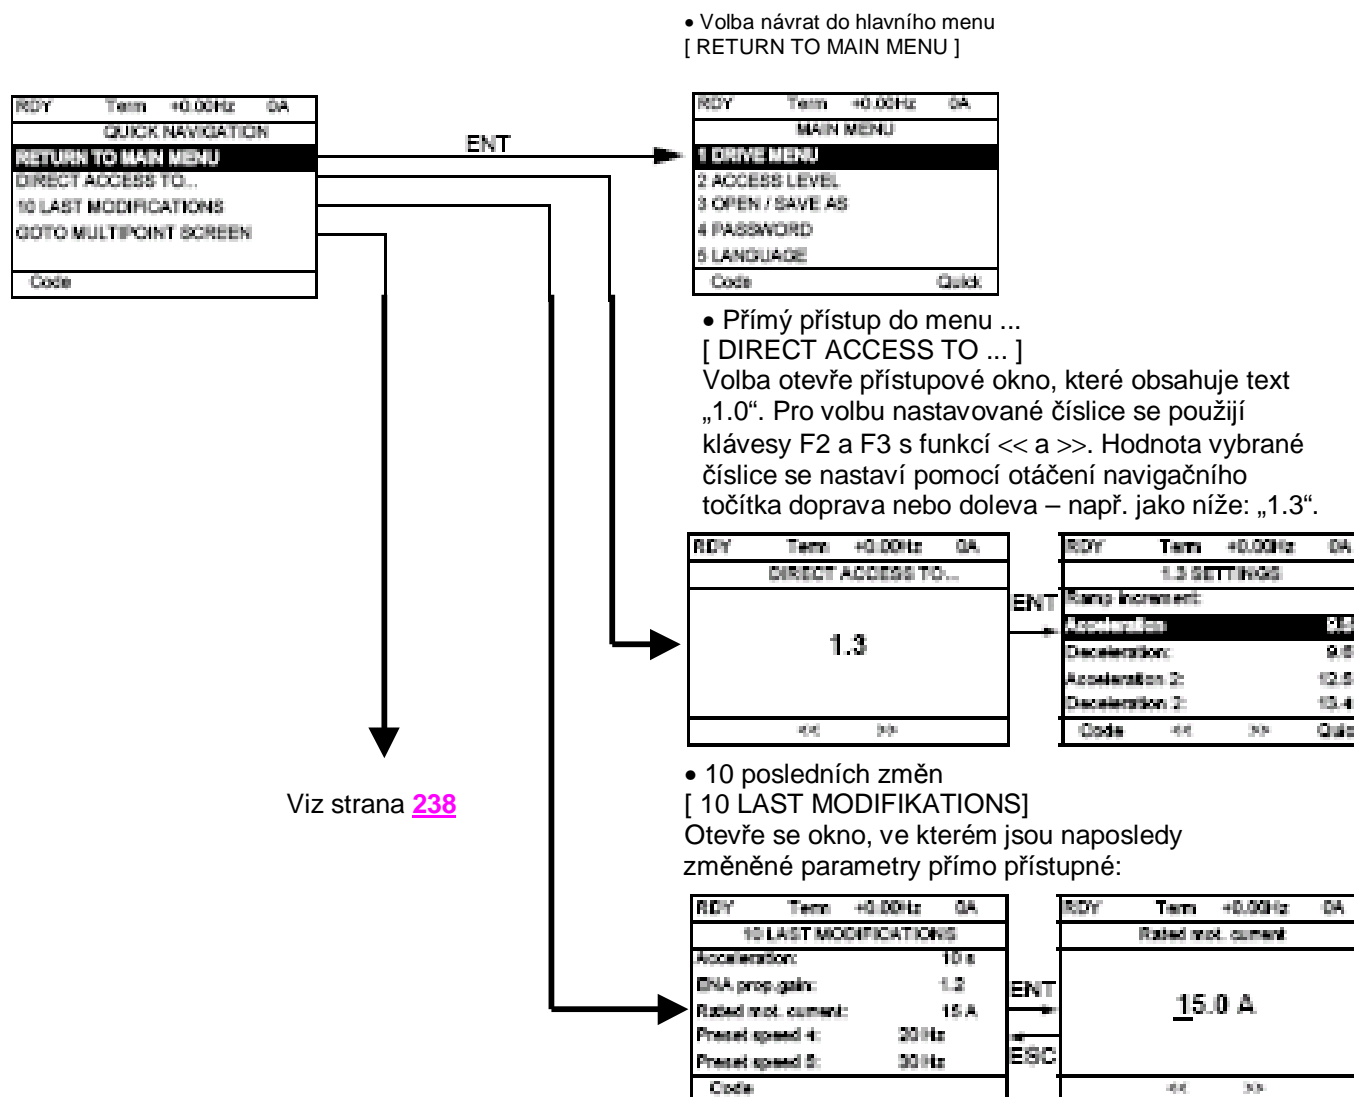 • Volba návrat do hlavního menu
[ RETURN TO MAIN MENU ]
RDY Term +0.00Hz 0A
QUICK NAVIGATION
RETURN TO MAIN MENU
DIRECT ACCESS TO...
10 LAST MODIFICATIONS
GOTO MULTIPOINT SCREEN
Code
ENT
RDY Term +0.00Hz 0A
MAIN MENU
1 DRIVE MENU
2 ACCESS LEVEL
3 OPEN / SAVE AS
4 PASSWORD
5 LANGUAGE
Code Quick
• Přímý přístup do menu ...
[ DIRECT ACCESS TO ... ]
Volba otevře přístupové okno, které obsahuje text
„1.0“. Pro volbu nastavované číslice se použijí
klávesy F2 a F3 s funkcí << a >>. Hodnota vybrané
číslice se nastaví pomocí otáčení navigačního
točítka doprava nebo doleva – např. jako níže: „1.3“.
RDY Term +0.00Hz 0A
DIRECT ACCESS TO...
1.3
<< >>
ENT
RDY Term +0.00Hz 0A
1.3 SETTINGS
Ramp increment:
Acceleration
Deceleration:
Acceleration 2:
Deceleration 2:
Code << >>
Viz strana 238
• 10 posledních změn
[ 10 LAST MODIFIKATIONS]
Otevře se okno, ve kterém jsou naposledy
změněné parametry přímo přístupné:
RDY Term +0.00Hz 0A
10 LAST MODIFICATIONS
Acceleration: 10 s
ENA prop.gain: 1.2
Rated mot. current: 15 A
Preset speed 4: 20 Hz
Preset speed 5: 30 Hz
Code
ENT
ESC
RDY Term +0.00Hz 0A
Rated mot. current
15.0 A
<< >>